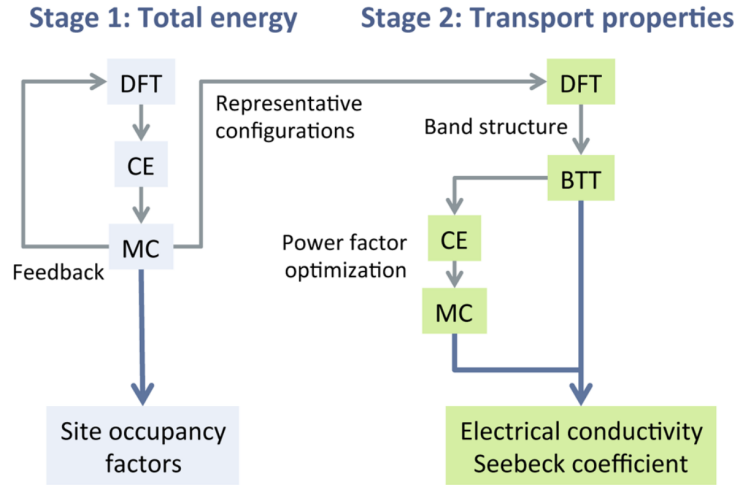 Stage 1: Total energy
Stage 2: Transport properties
DFT
CE
MC
Feedback
Site occupancy
factors
Representative
configurations
DFT
Band structure
BTT
Power factor
optimization
CE
MC
Electrical conductivity
Seebeck coefficient